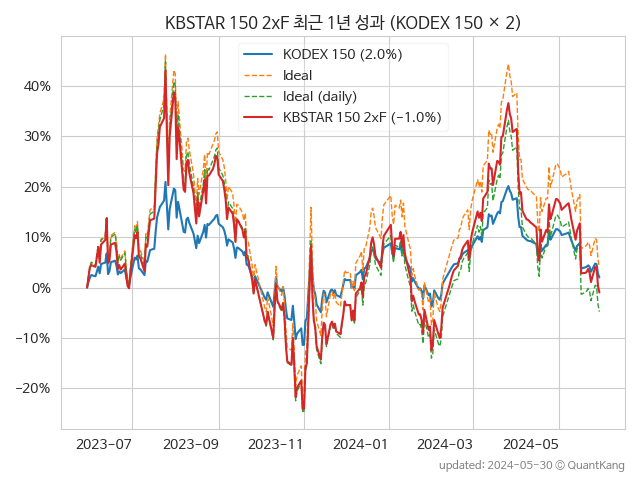 KBSTAR 150 2xF 최근 1년 성과 (KODEX 150 × 2)
KODEX 150 (2.0%)
Ideal
Ideal (daily)
KBSTAR 150 2xF (−1.0%)
40%
30%
20%
10%
0%
−10%
−20%
2023-07
2023-09
2023-11
2024-01
2024-03
2024-05
updated: 2024-05-30 © QuantKang